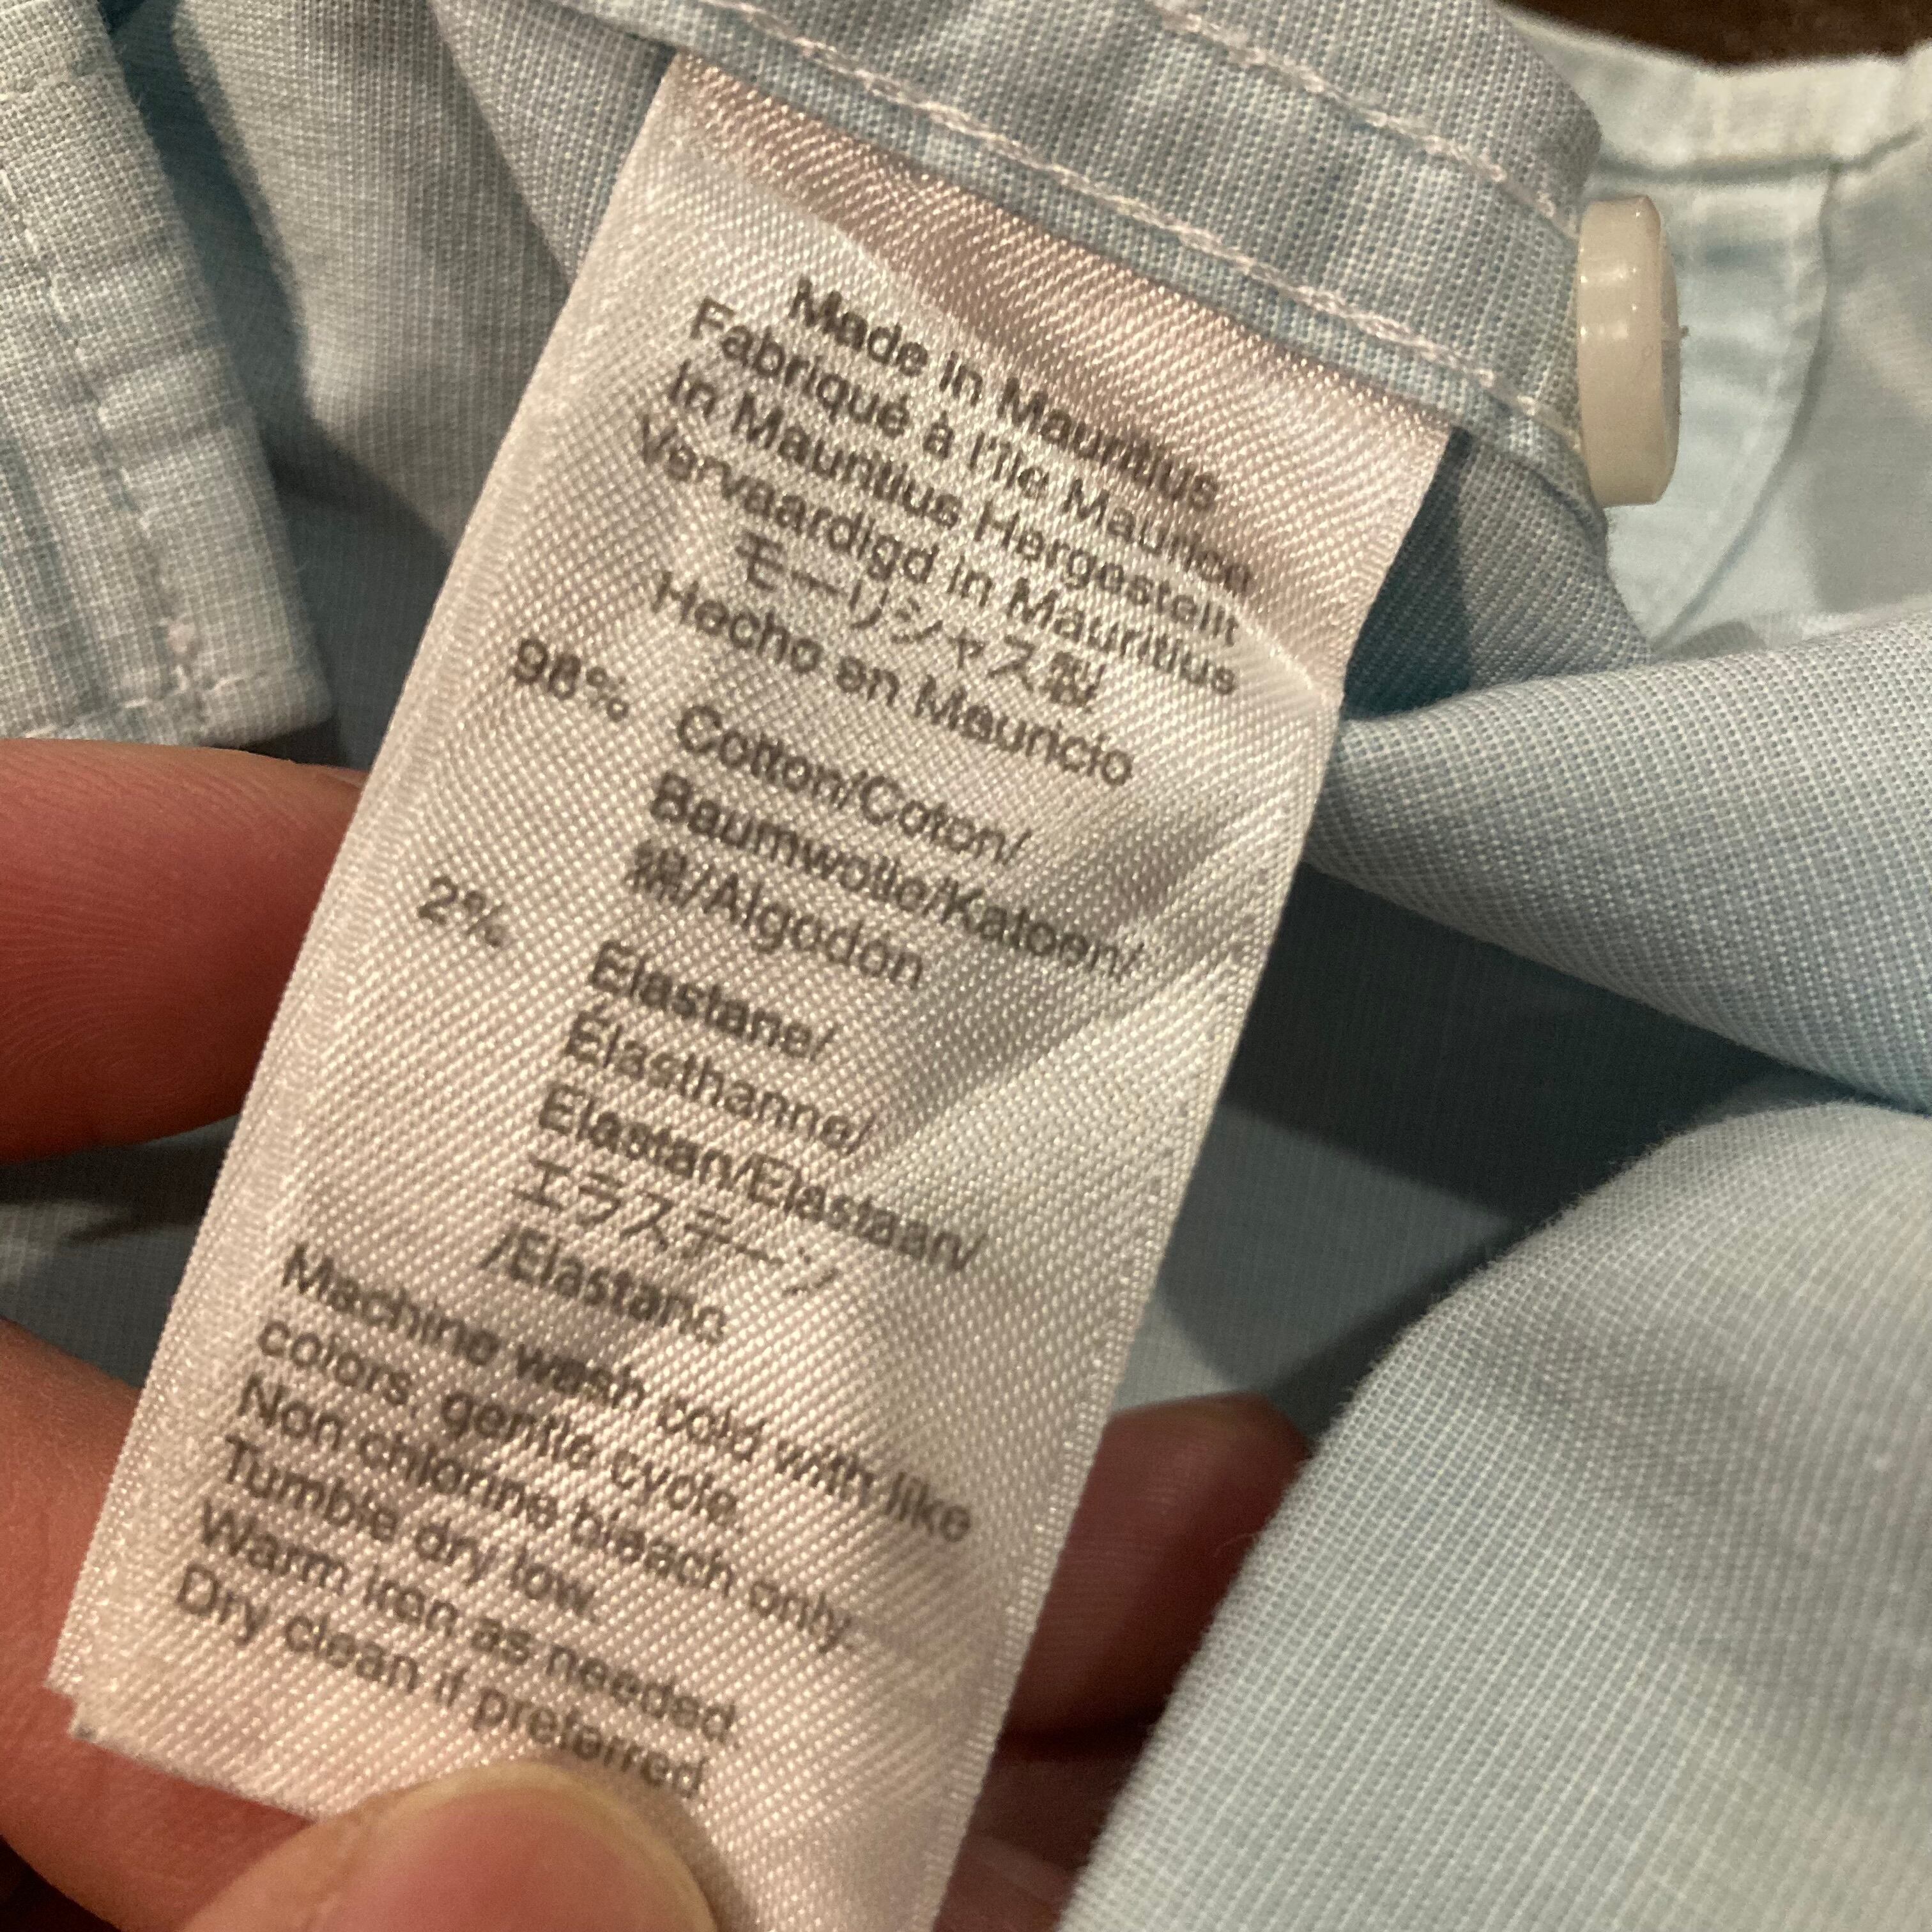 Made in Mauritius
Fabriqué à l'île Maurice
In Mauritius Hergestellt
Vervaardigd in Mauritius
モーリシャス製
Hecho en Mauricio
98% Cotton/Coton/
Baumwolle/Katoen/
綿/Algodón
2% Elastane/
Élasthanne/
Elastan/Elastaan/
エラステーン
/Elastano
Machine wash cold with like
colors, gentle cycle.
Non chlorine bleach only.
Tumble dry low.
Warm iron as needed
Dry clean if preferred